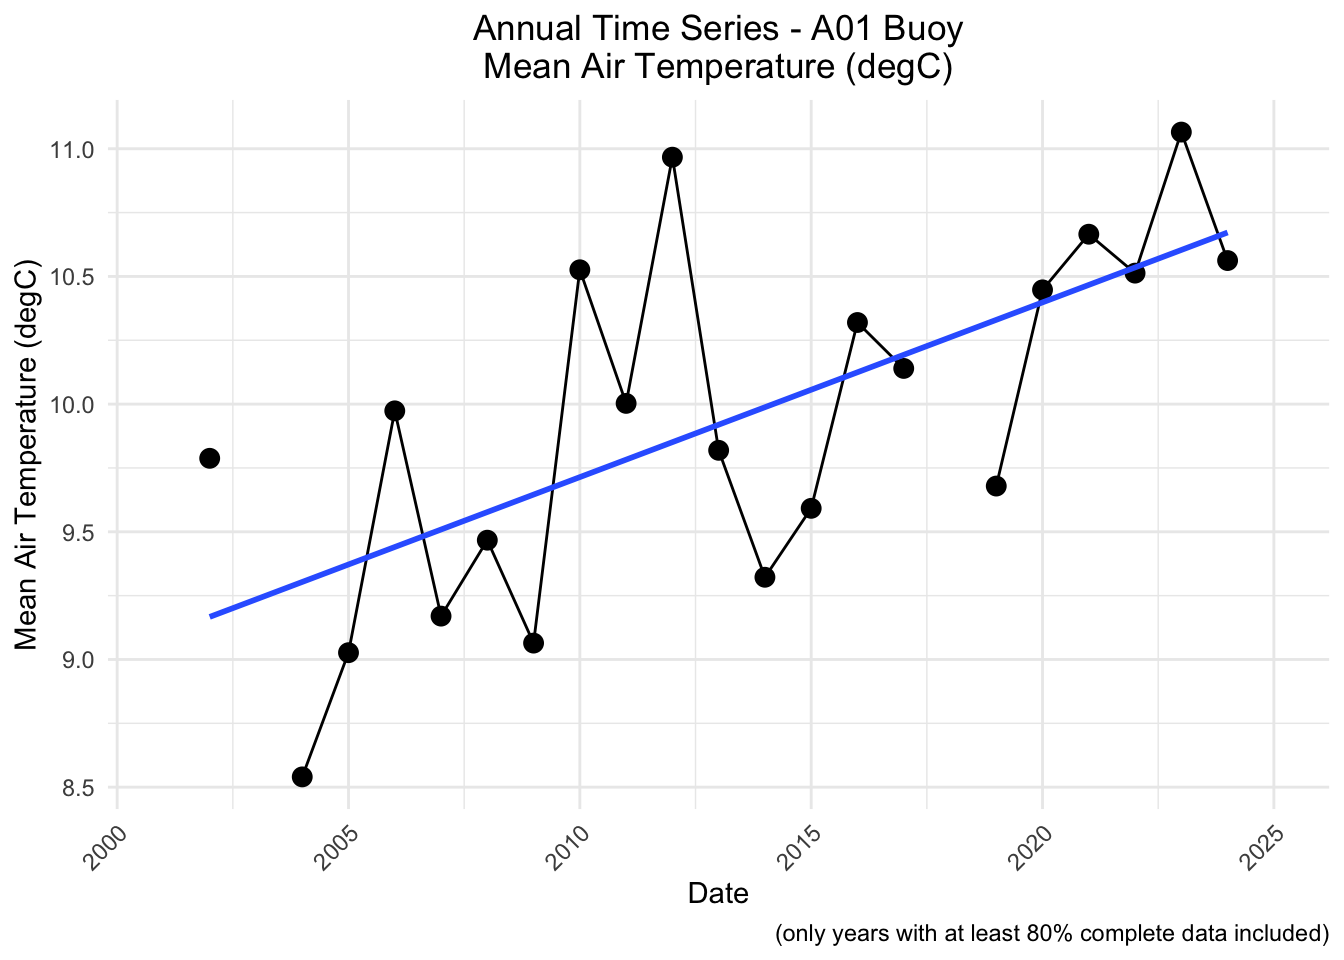 Annual Time Series - A01 Buoy
Mean Air Temperature (degC)
Mean Air Temperature (degC)
11.0
10.5
10.0
9.5
9.0
8.5
2000 2005 2010 2015 2020 2025
Date
(only years with at least 80% complete data included)